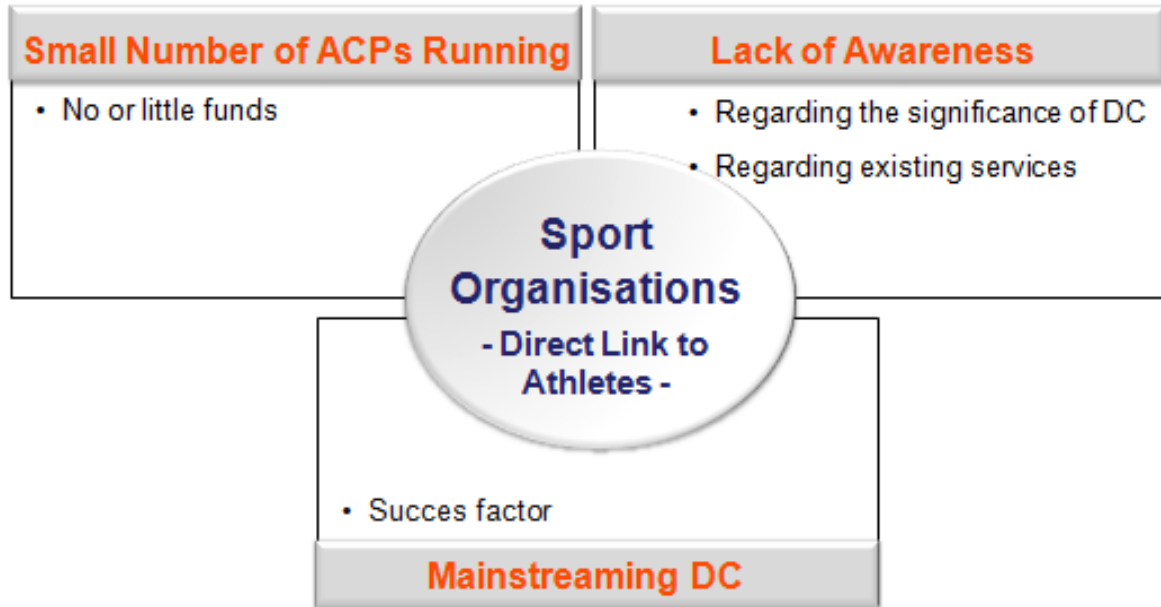 Small Number of ACPs Running
• No or little funds
Lack of Awareness
• Regarding the significance of DC
• Regarding existing services
Sport
Organisations
- Direct Link to
Athletes -
• Succes factor
Mainstreaming DC